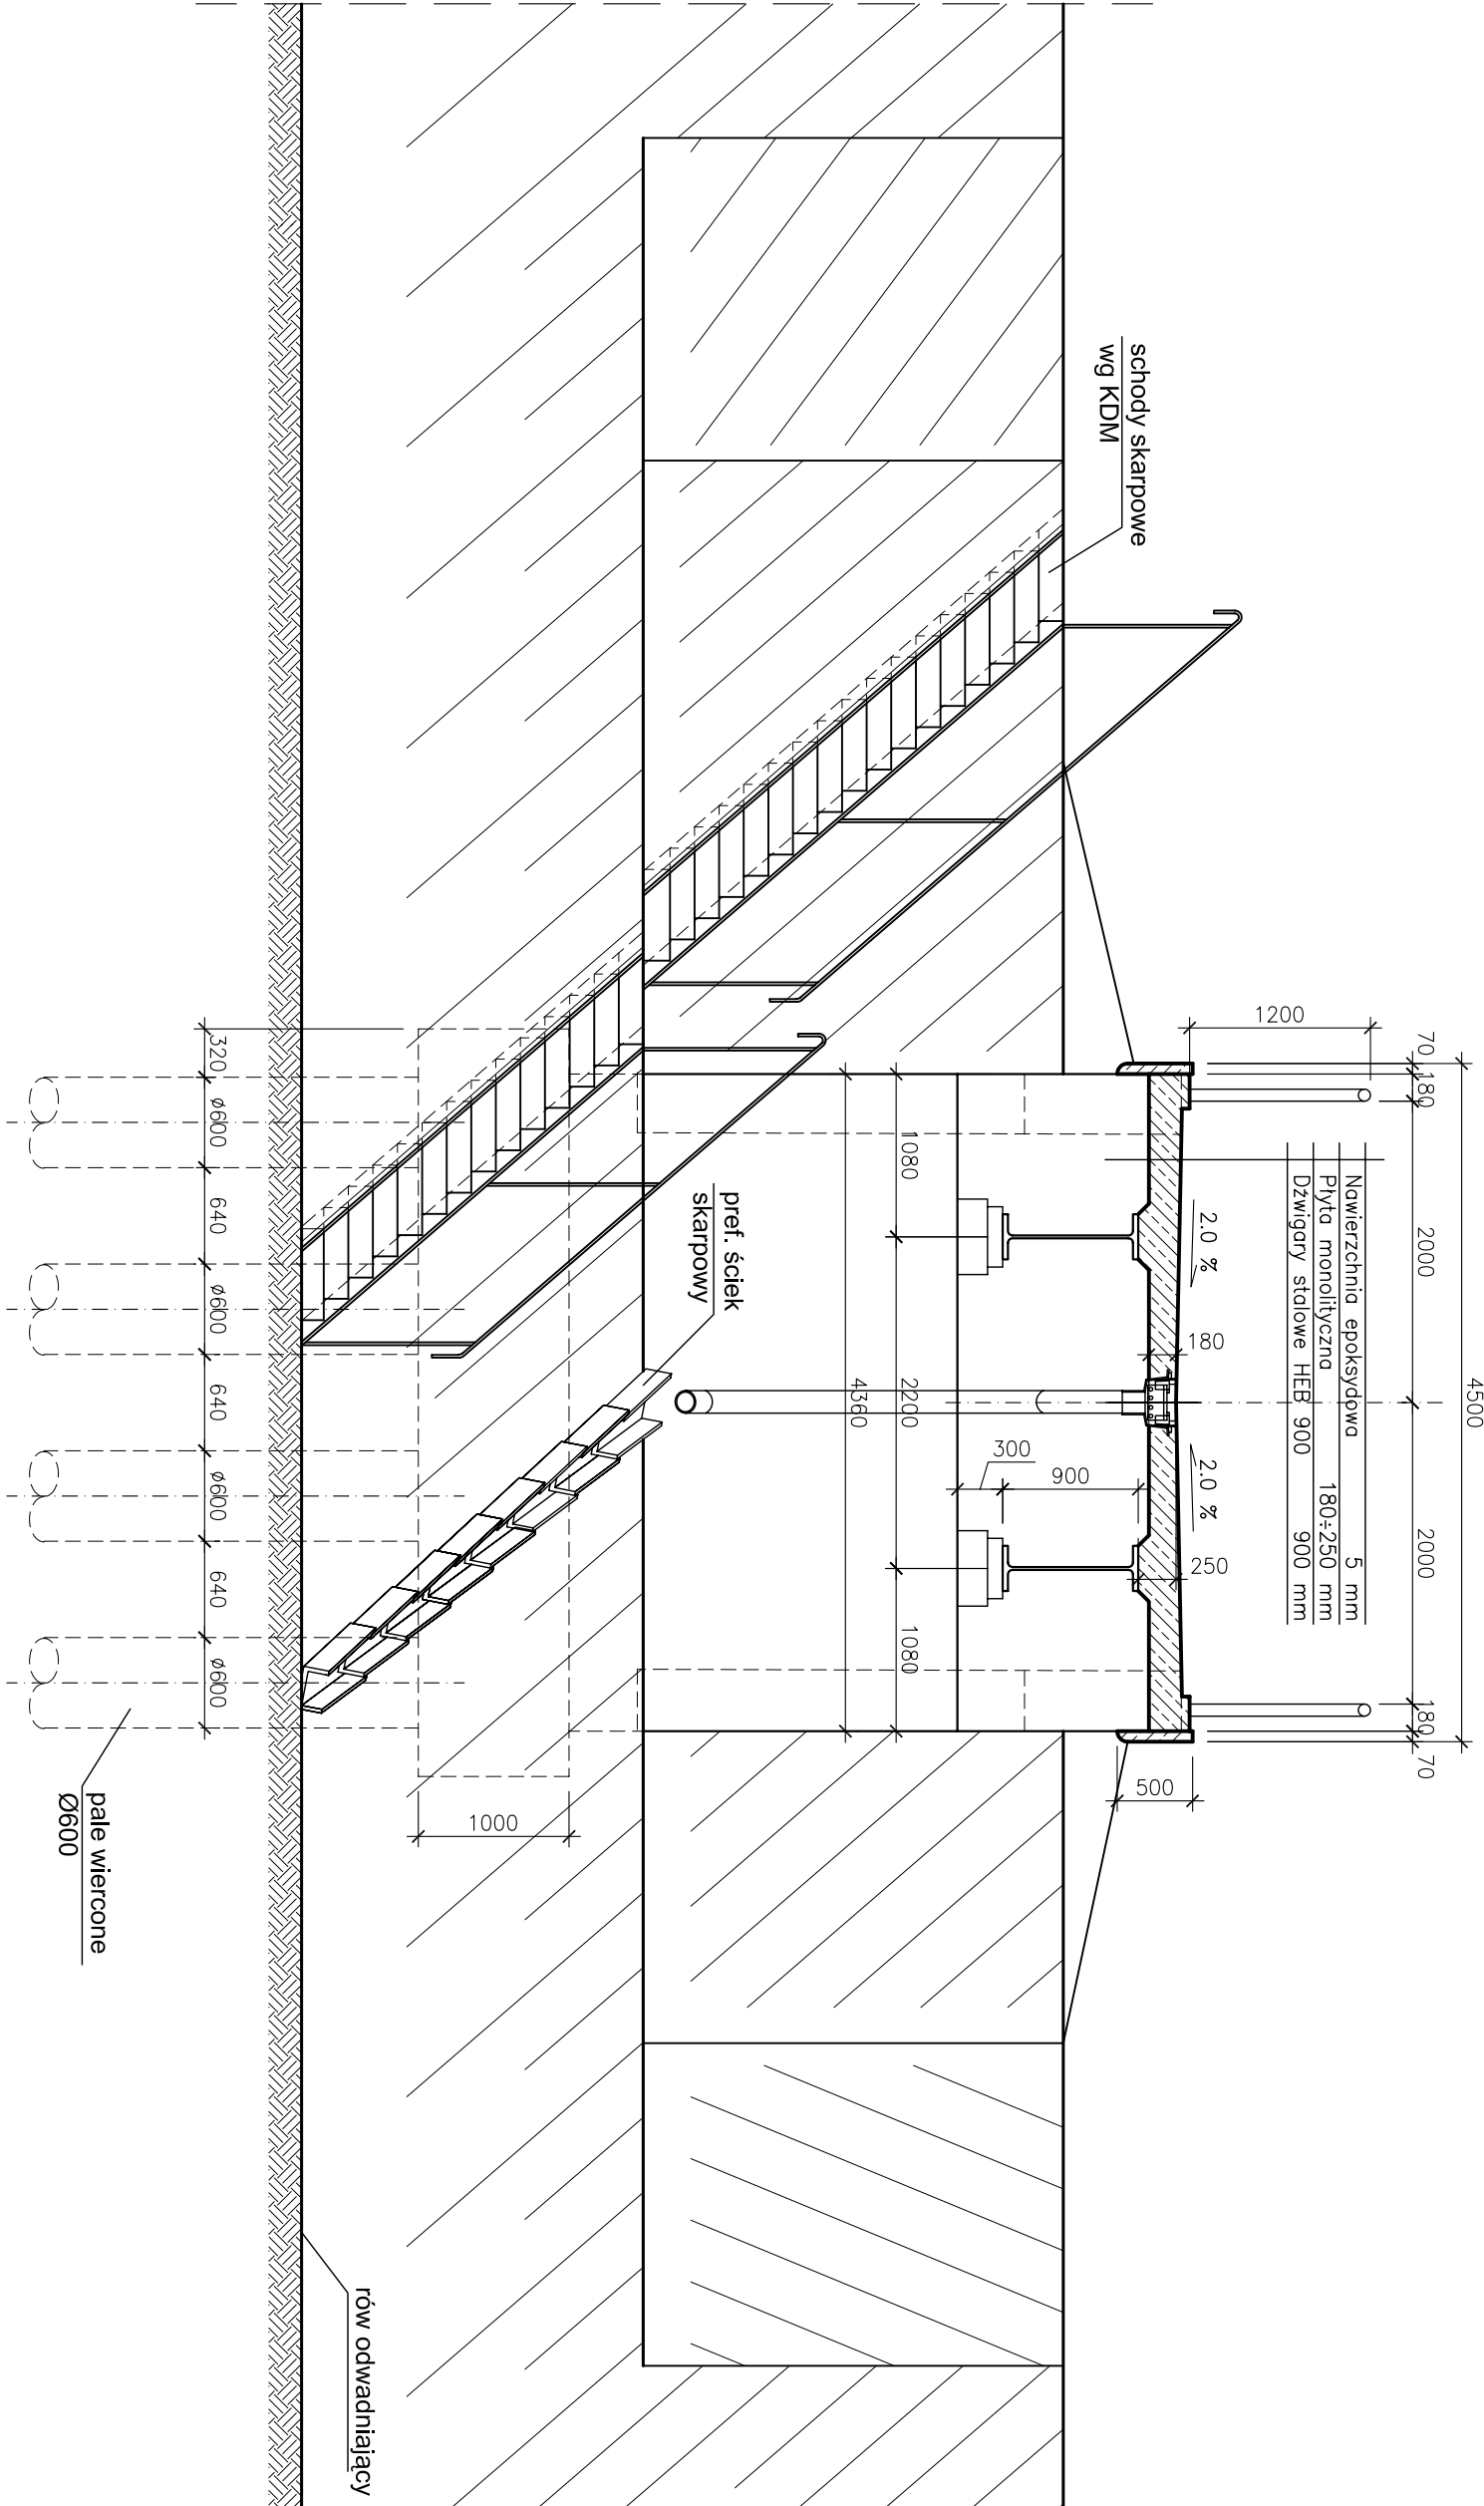 4500
70
180
2000
2000
180
70
1200
Nawierzchnia epoksydowa 5 mm
Płyta monolityczna 180÷250 mm
Dźwigary stalowe HEB 900 900 mm
2.0 %
2.0 %
180
250
500
schody skarpowe
wg KDM
900
300
1080
2200
1080
4360
pref. ściek
skarpowy
1000
rów odwadniający
320
ø600
640
ø600
640
ø600
640
ø600
pale wiercone
Ø600